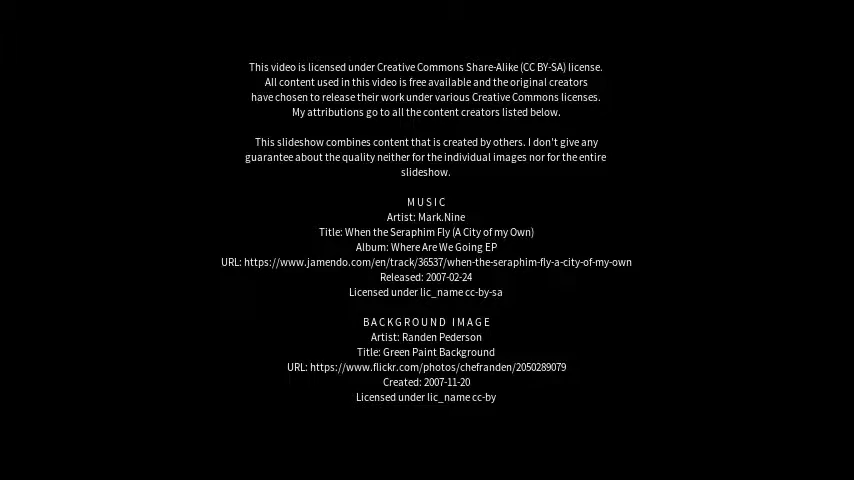 This video is licensed under Creative Commons Share-Alike (CC BY-SA) license.
All content used in this video is free available and the original creators
have chosen to release their work under various Creative Commons licenses.
My attributions go to all the content creators listed below.
This slideshow combines content that is created by others. I don't give any
guarantee about the quality neither for the individual images nor for the entire
slideshow.
MUSIC
Artist: Mark.Nine
Title: When the Seraphim Fly (A City of my Own)
Album: Where Are We Going EP
URL: https://www.jamendo.com/en/track/36537/when-the-seraphim-fly-a-city-of-my-own
Released: 2007-02-24
Licensed under lic_name cc-by-sa
BACKGROUND IMAGE
Artist: Randen Pederson
Title: Green Paint Background
URL: https://www.flickr.com/photos/chefranden/2050289079
Created: 2007-11-20
Licensed under lic_name cc-by